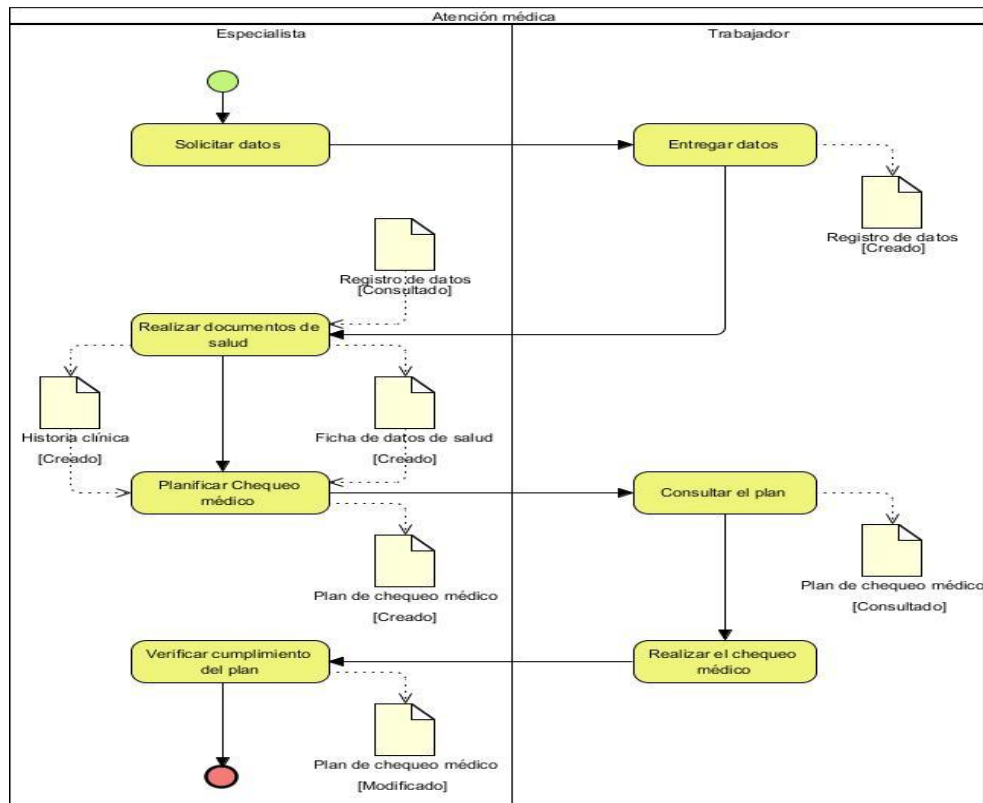 Atención médica
Especialista
Trabajador
Solicitar datos
Entregar datos
Registro de datos
[Creado]
Registro de datos
[Consultado]
Realizar documentos de
salud
Historia clínica
[Creado]
Ficha de datos de salud
[Creado]
Planificar Chequeo
médico
Consultar el plan
Plan de chequeo médico
[Creado]
Plan de chequeo médico
[Consultado]
Verificar cumplimiento
del plan
Realizar el chequeo
médico
Plan de chequeo médico
[Modificado]